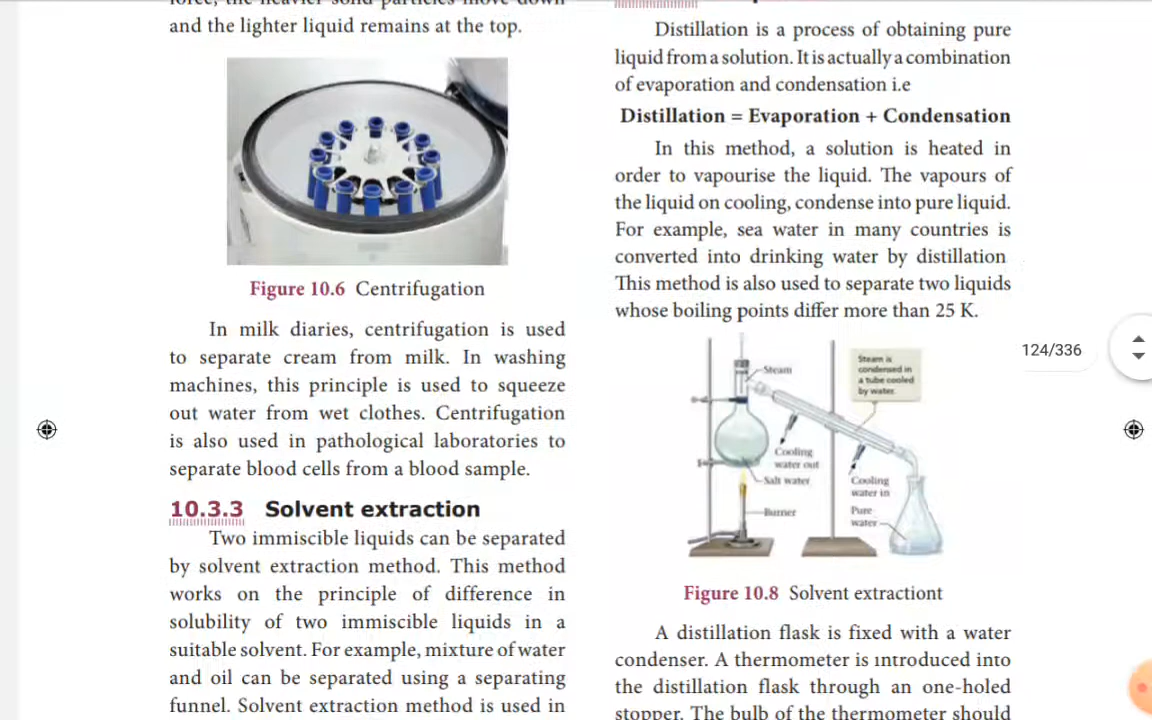 and the lighter liquid remains at the top.
Figure 10.6 Centrifugation
In milk diaries, centrifugation is used
to separate cream from milk. In washing
machines, this principle is used to squeeze
out water from wet clothes. Centrifugation
is also used in pathological laboratories to
separate blood cells from a blood sample.
10.3.3 Solvent extraction
Two immiscible liquids can be separated
by solvent extraction method. This method
works on the principle of difference in
solubility of two immiscible liquids in a
suitable solvent. For example, mixture of water
and oil can be separated using a separating
funnel. Solvent extraction method is used in
Distillation is a process of obtaining pure
liquid from a solution. It is actually a combination
of evaporation and condensation i.e
Distillation = Evaporation + Condensation
In this method, a solution is heated in
order to vapourise the liquid. The vapours of
the liquid on cooling, condense into pure liquid.
For example, sea water in many countries is
converted into drinking water by distillation
This method is also used to separate two liquids
whose boiling points differ more than 25 K.
Steam
Steam is
condensed in
a tube cooled
by water.
Cooling
water out
Salt water
Cooling
water in
Burner
Pure
water
Figure 10.8 Solvent extractiont
A distillation flask is fixed with a water
condenser. A thermometer is introduced into
the distillation flask through an one-holed
stopper. The bulb of the thermometer should
124/336